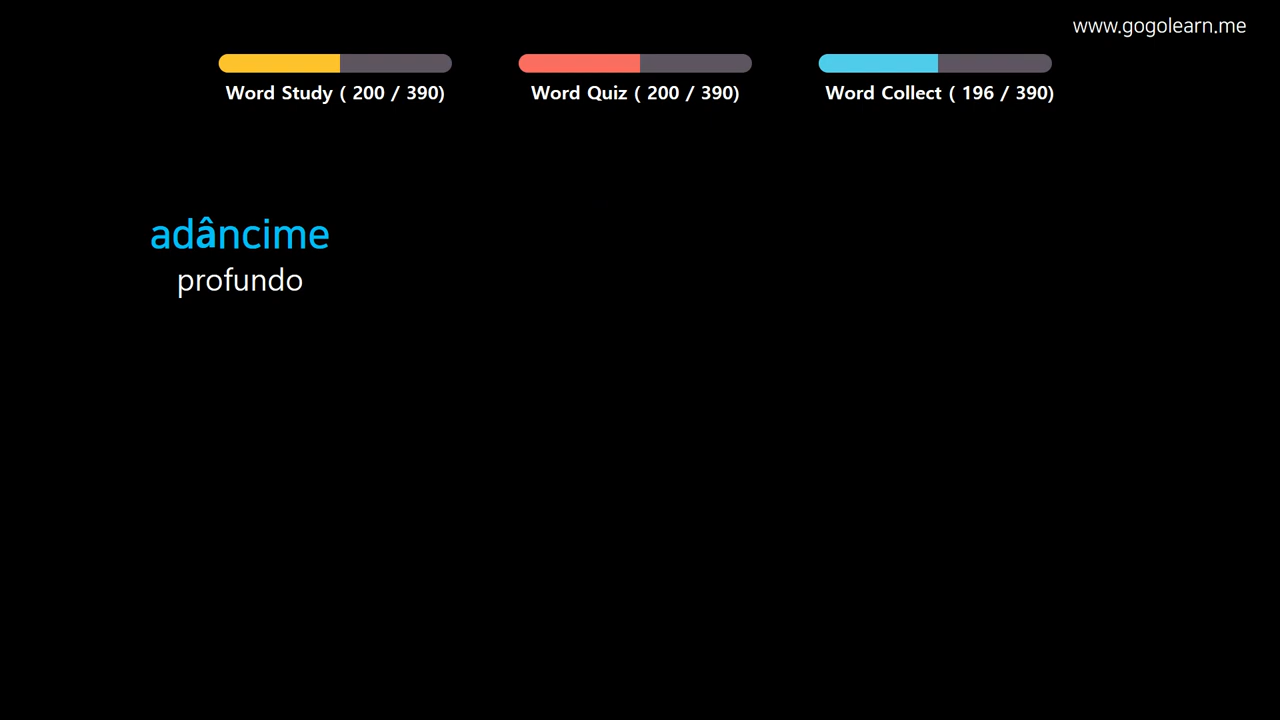 www.gogolearn.me
Word Study ( 200 / 390)
Word Quiz ( 200 / 390)
Word Collect ( 196 / 390)
adâncime
profundo